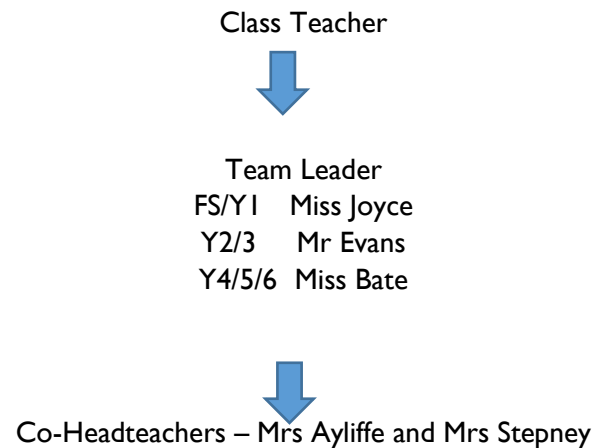 Class Teacher
Team Leader
FS/Y1 Miss Joyce
Y2/3 Mr Evans
Y4/5/6 Miss Bate
Co-Headteachers – Mrs Ayliffe and Mrs Stepney